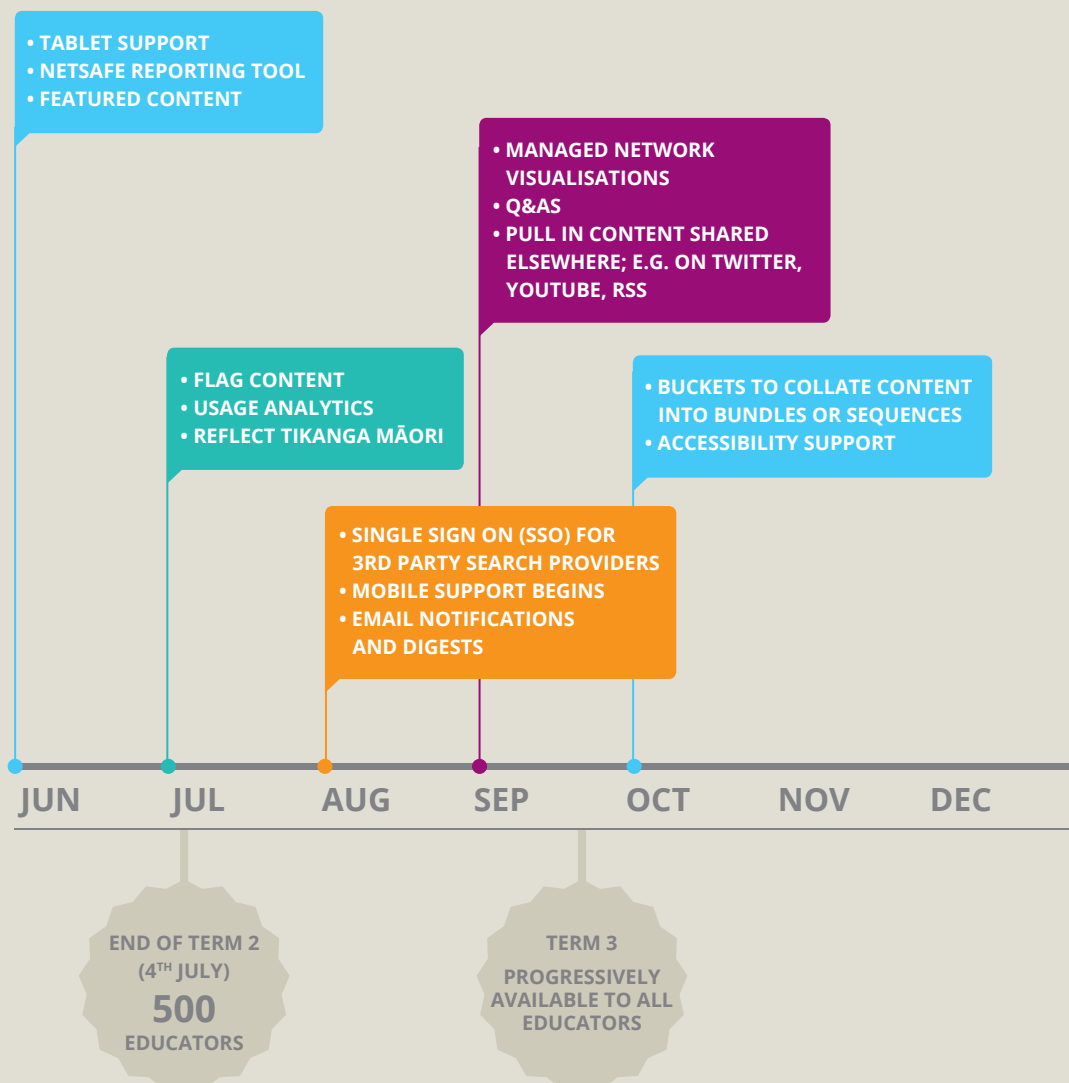 • TABLET SUPPORT
• NETSAFE REPORTING TOOL
• FEATURED CONTENT
• MANAGED NETWORK
VISUALISATIONS
• Q&AS
• PULL IN CONTENT SHARED
ELSEWHERE; E.G. ON TWITTER,
YOUTUBE, RSS
• FLAG CONTENT
• USAGE ANALYTICS
• REFLECT TIKANGA MĀORI
• BUCKETS TO COLLATE CONTENT
INTO BUNDLES OR SEQUENCES
• ACCESSIBILITY SUPPORT
• SINGLE SIGN ON (SSO) FOR
3RD PARTY SEARCH PROVIDERS
• MOBILE SUPPORT BEGINS
• EMAIL NOTIFICATIONS
AND DIGESTS
JUN JUL AUG SEP OCT NOV DEC
END OF TERM 2
(4TH JULY)
500
EDUCATORS
TERM 3
PROGRESSIVELY
AVAILABLE TO ALL
EDUCATORS